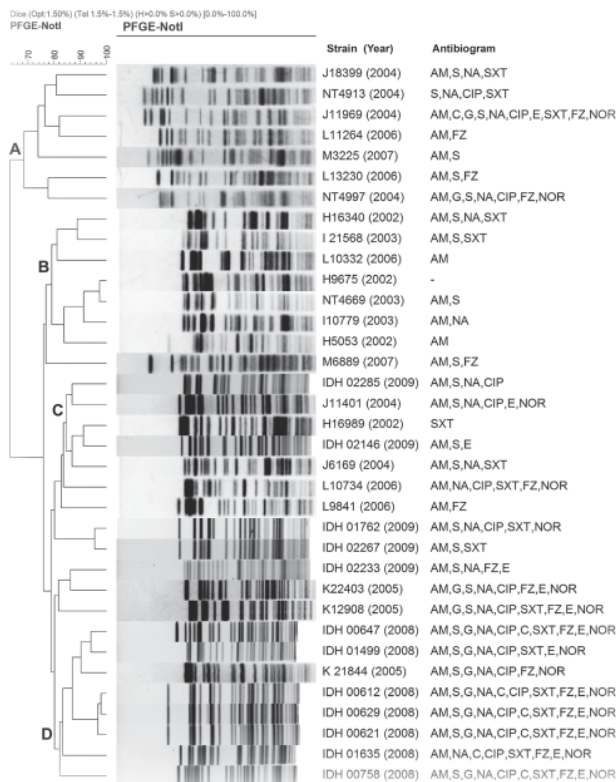 Dice (Opt:1.50%) (Tol 1.5%-1.5%) (H>0.0% S>0.0%) [0.0%-100.0%]
PFGE-NotI PFGE-NotI
70 80 90 100
Strain (Year) Antibiogram
J18399 (2004) AM,S,NA,SXT
NT4913 (2004) S,NA,CIP,SXT
J11969 (2004) AM,C,G,S,NA,CIP,E,SXT,FZ,NOR
L11264 (2006) AM,FZ
A
M3225 (2007) AM,S
L13230 (2006) AM,S,FZ
NT4997 (2004) AM,G,S,NA,CIP,FZ,NOR
H16340 (2002) AM,S,NA,SXT
I 21568 (2003) AM,S,SXT
B
L10332 (2006) AM
H9675 (2002) -
NT4669 (2003) AM,S
I10779 (2003) AM,NA
H5053 (2002) AM
M6889 (2007) AM,S,FZ
IDH 02285 (2009) AM,S,NA,CIP
C
J11401 (2004) AM,S,NA,CIP,E,NOR
H16989 (2002) SXT
IDH 02146 (2009) AM,S,E
J6169 (2004) AM,S,NA,SXT
L10734 (2006) AM,NA,CIP,SXT,FZ,NOR
L9841 (2006) AM,FZ
IDH 01762 (2009) AM,S,NA,CIP,SXT,NOR
IDH 02267 (2009) AM,S,SXT
IDH 02233 (2009) AM,S,NA,FZ,E
K22403 (2005) AM,G,S,NA,CIP,FZ,E,NOR
K12908 (2005) AM,G,S,NA,CIP,SXT,FZ,E,NOR
IDH 00647 (2008) AM,S,G,NA,CIP,C,SXT,FZ,E,NOR
IDH 01499 (2008) AM,S,G,NA,CIP,SXT,E,NOR
K 21844 (2005) AM,S,G,NA,CIP,FZ,NOR
IDH 00612 (2008) AM,S,G,NA,C,CIP,SXT,FZ,E,NOR
IDH 00629 (2008) AM,S,G,NA,CIP,C,SXT,FZ,E,NOR
D
IDH 00621 (2008) AM,S,G,NA,CIP,C,SXT,FZ,E,NOR
IDH 01635 (2008) AM,NA,C,CIP,SXT,FZ,E,NOR
IDH 00758 (2008) AM,S,G,NA,CIP,C,SXT,FZ,E,NOR